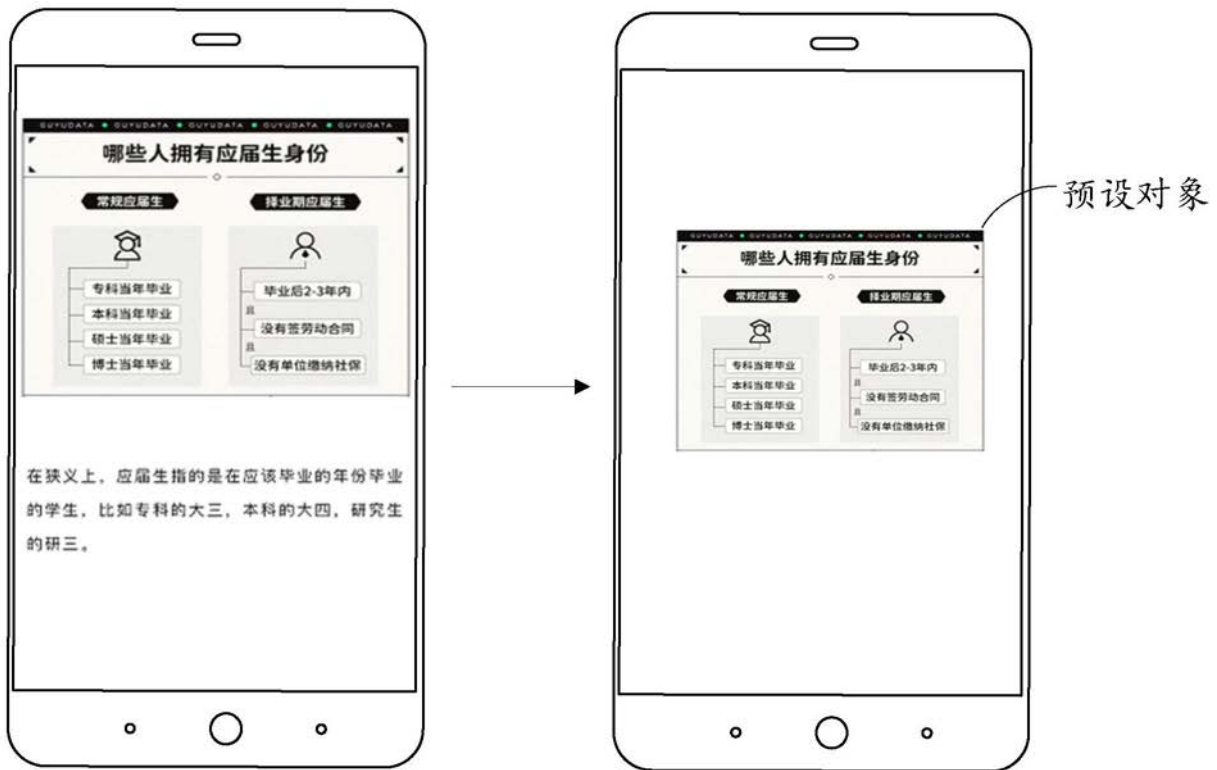 GUYUDATA ● GUYUDATA ● GUYUDATA ● GUYUDATA ● GUYUDATA
哪些人拥有应届生身份
常规应届生
择业期应届生
专科当年毕业
本科当年毕业
硕士当年毕业
博士当年毕业
毕业后2-3年内
且
没有签劳动合同
且
没有单位缴纳社保
在狭义上，应届生指的是在应该毕业的年份毕业
的学生，比如专科的大三，本科的大四，研究生
的研三。
预设对象
GUYUDATA ● GUYUDATA ● GUYUDATA ● GUYUDATA ● GUYUDATA
哪些人拥有应届生身份
常规应届生
择业期应届生
专科当年毕业
本科当年毕业
硕士当年毕业
博士当年毕业
毕业后2-3年内
且
没有签劳动合同
且
没有单位缴纳社保